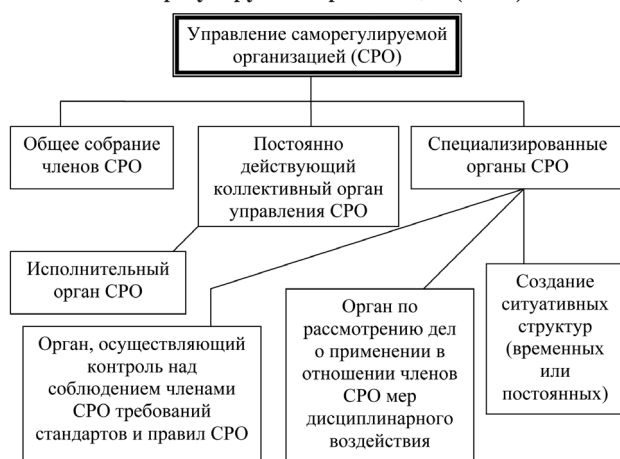 Управление саморегулируемой
организацией (СРО)
Общее собрание
членов СРО
Постоянно
действующий
коллективный орган
управления СРО
Специализированные
органы СРО
Исполнительный
орган СРО
Орган, осуществляющий
контроль над
соблюдением членами
СРО требований
стандартов и правил СРО
Орган по
рассмотрению дел
о применении в
отношении членов
СРО мер
дисциплинарного
воздействия
Создание
ситуативных
структур
(временных
или
постоянных)